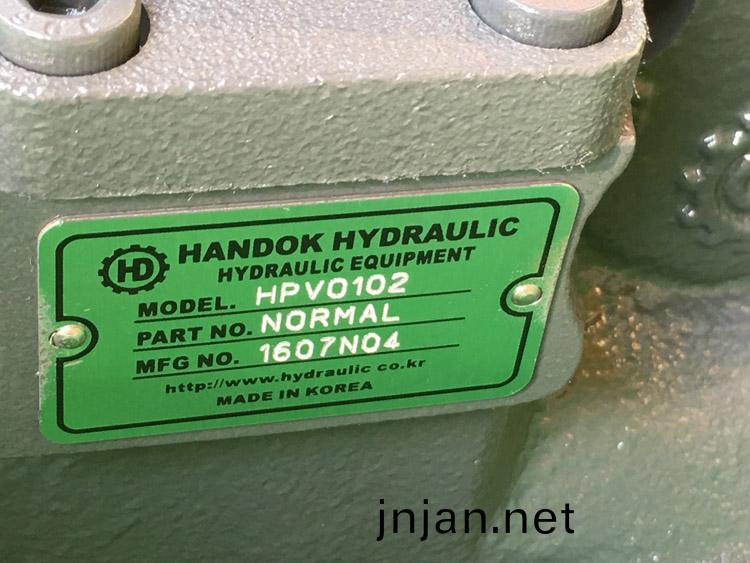 HD HANDOK HYDRAULIC
HYDRAULIC EQUIPMENT
MODEL. HPV0102
PART NO. NORMAL
MFG NO. 1607N04
http://www.hydraulic co.kr
MADE IN KOREA
jnjan.net